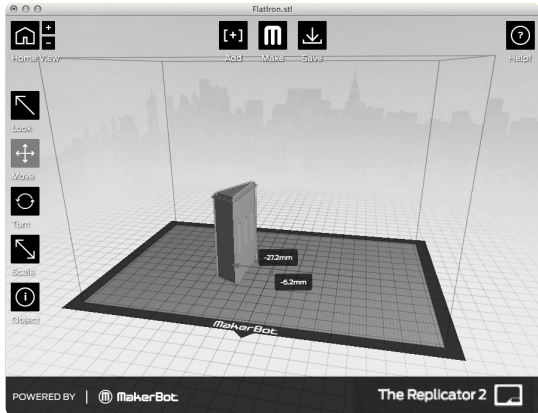 FlatIron.stl
+
-
Home View
[+]
Add Make Save Help!
?
Look
Move
Turn
Scale
Object
-27.2mm
-6.2mm
MakerBot
POWERED BY | MakerBot The Replicator 2